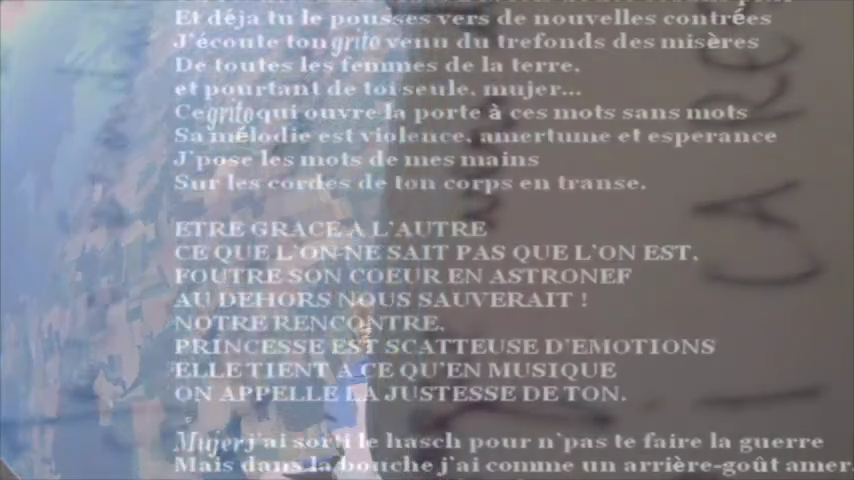 Et déja tu le pousses vers de nouvelles contrées
J'écoute ton grito venu du trefonds des misères
De toutes les femmes de la terre,
et pourtant de toi seule, mujer...
Ce grito qui ouvre la porte à ces mots sans mots
Sa mélodie est violence, amertume et esperance
J'pose les mots de mes mains
Sur les cordes de ton corps en transe.
ETRE GRACE A L'AUTRE
CE QUE L'ON NE SAIT PAS QUE L'ON EST,
FOUTRE SON COEUR EN ASTRONEF
AU DEHORS NOUS SAUVERAIT !
NOTRE RENCONTRE,
PRINCESSE EST SCATTEUSE D'EMOTIONS
ELLE TIENT A CE QU'EN MUSIQUE
ON APPELLE LA JUSTESSE DE TON.
Mujer j'ai sorti le hasch pour n'pas te faire la guerre
Mais dans la bouche j'ai comme un arrière-goût amer.